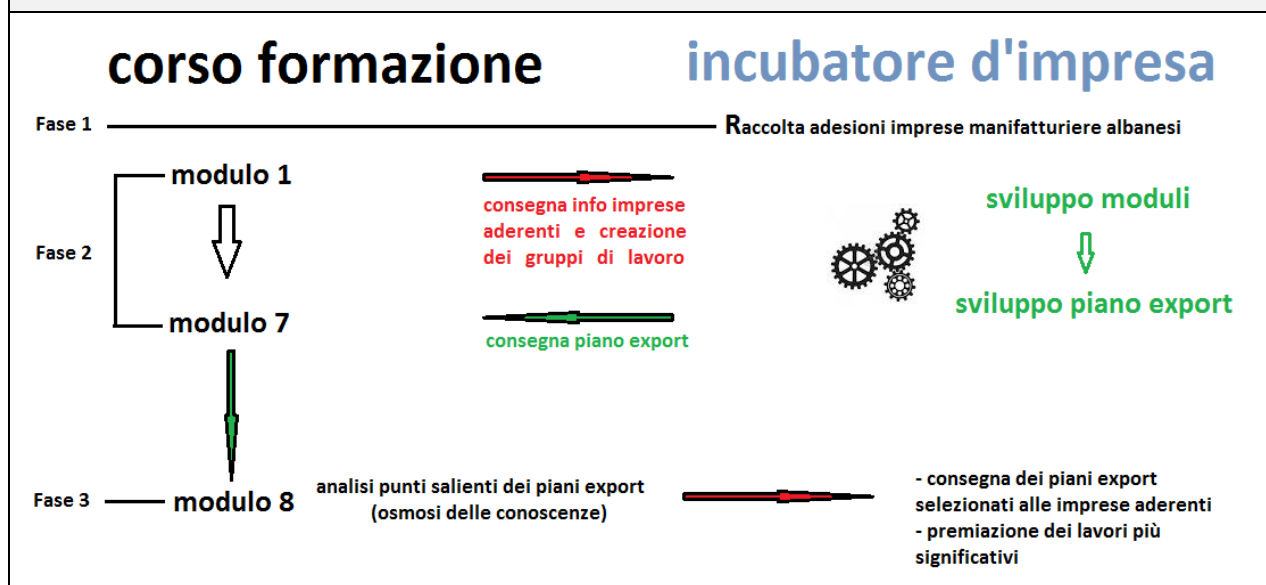 corso formazione
incubatore d'impresa
Fase 1
Raccolta adesioni imprese manifatturiere albanesi
modulo 1
consegna info imprese
aderenti e creazione
dei gruppi di lavoro
sviluppo moduli
Fase 2
sviluppo piano export
modulo 7
consegna piano export
Fase 3
modulo 8
analisi punti salienti dei piani export
(osmosi delle conoscenze)
- consegna dei piani export
selezionati alle imprese aderenti
- premiazione dei lavori più
significativi